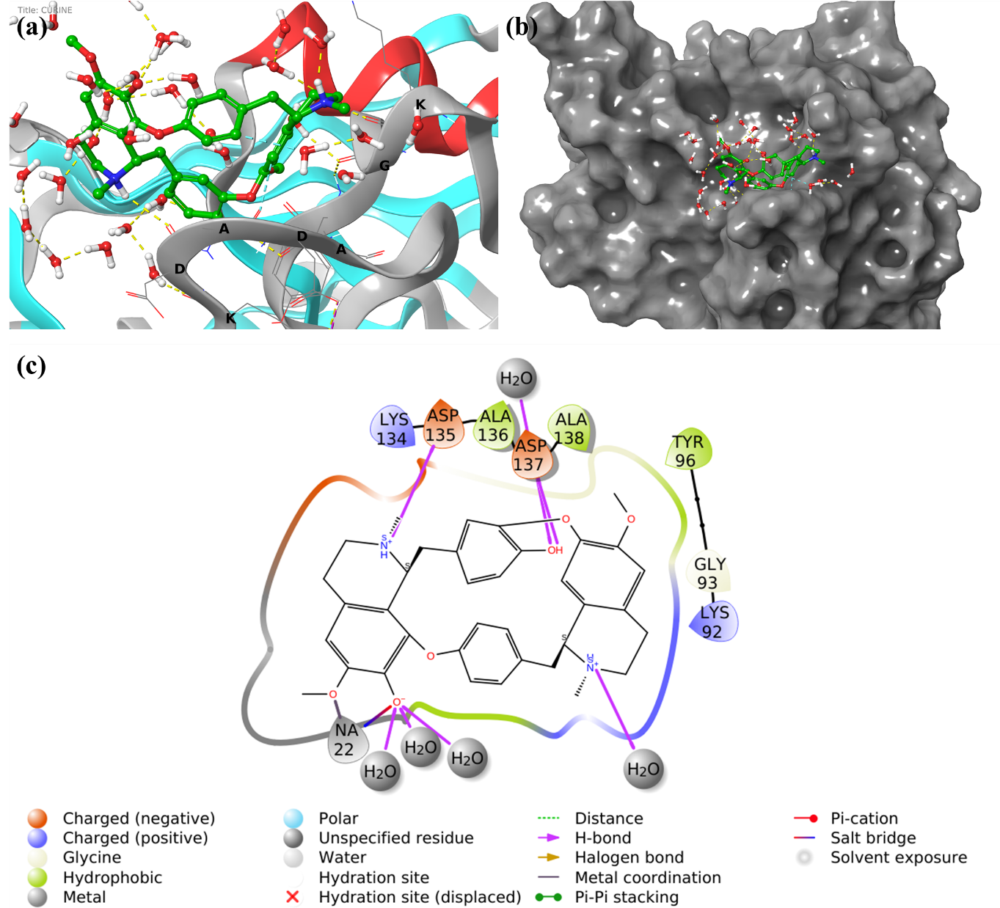 Title: CURINE
(a)
(b)
K
G
A
D
A
D
K
(c)
H₂O
LYS
134
ASP
135
ALA
136
ASP
137
ALA
138
TYR
96
GLY
93
LYS
92
O
O
OH
S
N⁺
H
S
O
S
H
S
N⁺
O
O⁻
NA
22
H₂O
H₂O
H₂O
H₂O
Charged (negative)
Charged (positive)
Glycine
Hydrophobic
Metal
Polar
Unspecified residue
Water
Hydration site
Hydration site (displaced)
Distance
H-bond
Halogen bond
Metal coordination
Pi-Pi stacking
Pi-cation
Salt bridge
Solvent exposure